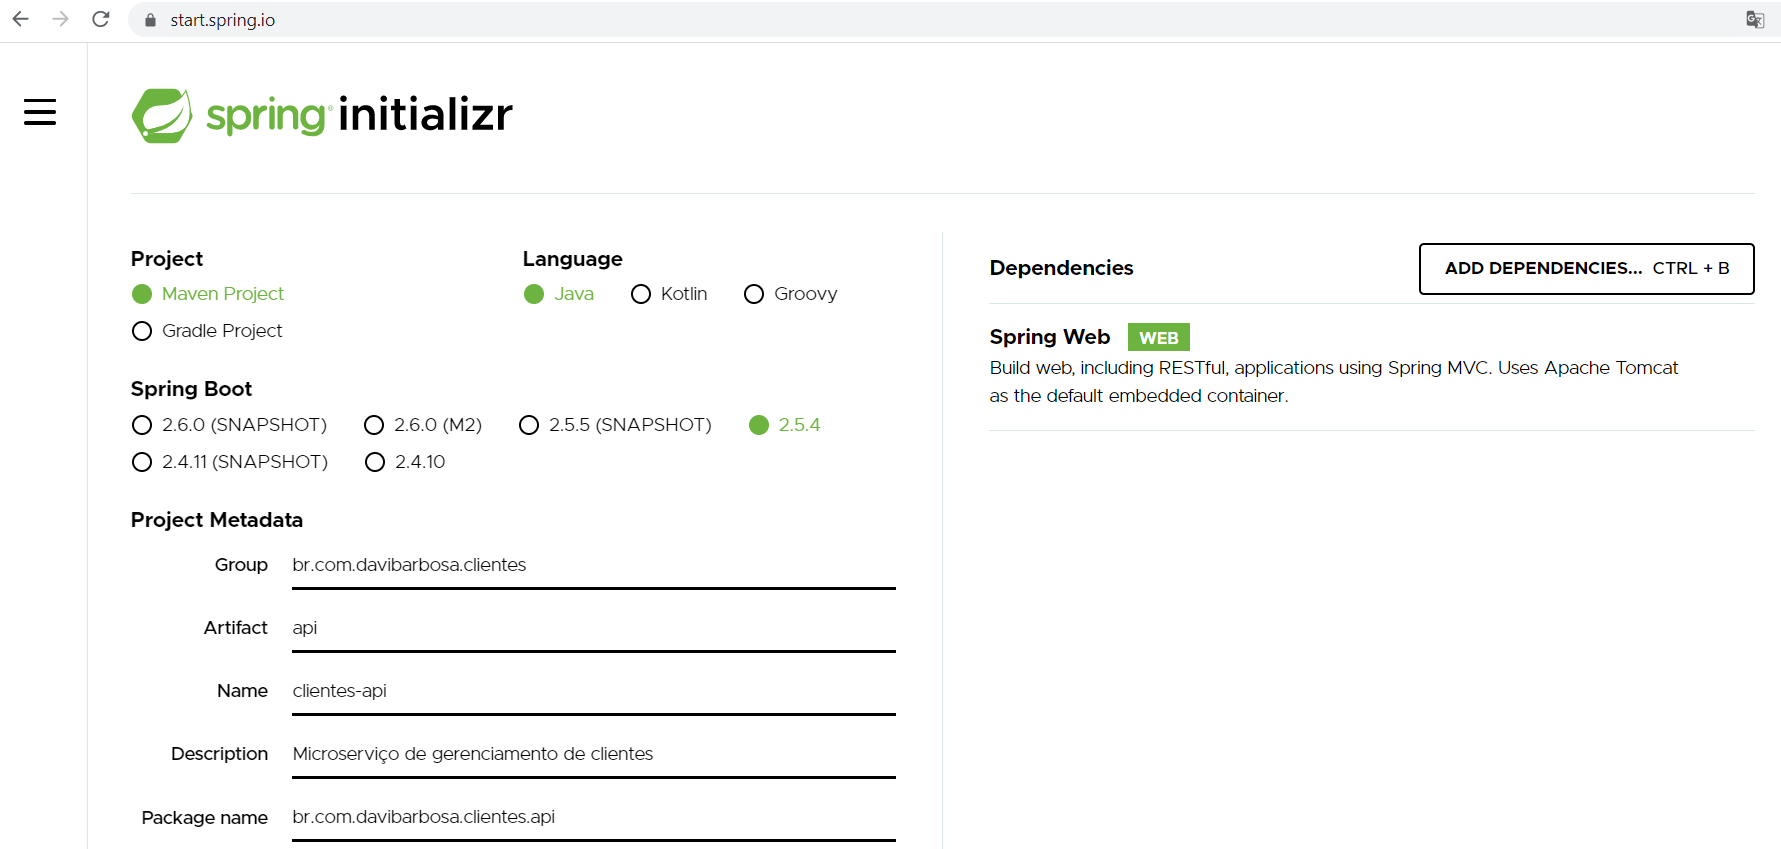 start.spring.io
spring initializr
Project
Maven Project
Gradle Project
Language
Java Kotlin Groovy
Spring Boot
2.6.0 (SNAPSHOT) 2.6.0 (M2) 2.5.5 (SNAPSHOT) 2.5.4
2.4.11 (SNAPSHOT) 2.4.10
Project Metadata
Group br.com.davibarbosa.clientes
Artifact api
Name clientes-api
Description Microserviço de gerenciamento de clientes
Package name br.com.davibarbosa.clientes.api
Dependencies
ADD DEPENDENCIES... CTRL + B
Spring Web WEB
Build web, including RESTful, applications using Spring MVC. Uses Apache Tomcat
as the default embedded container.